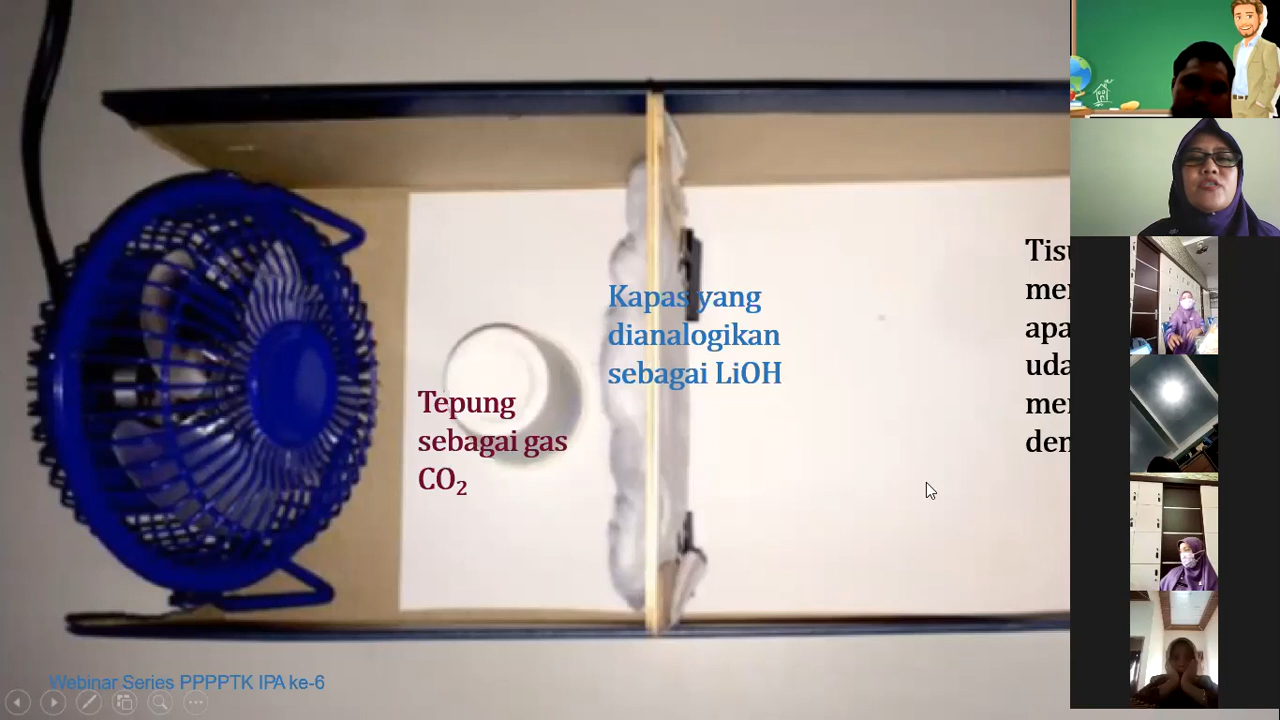 Kapas yang
dianalogikan
sebagai LiOH
Tepung
sebagai gas
CO₂
Webinar Series PPPPTK IPA ke-6